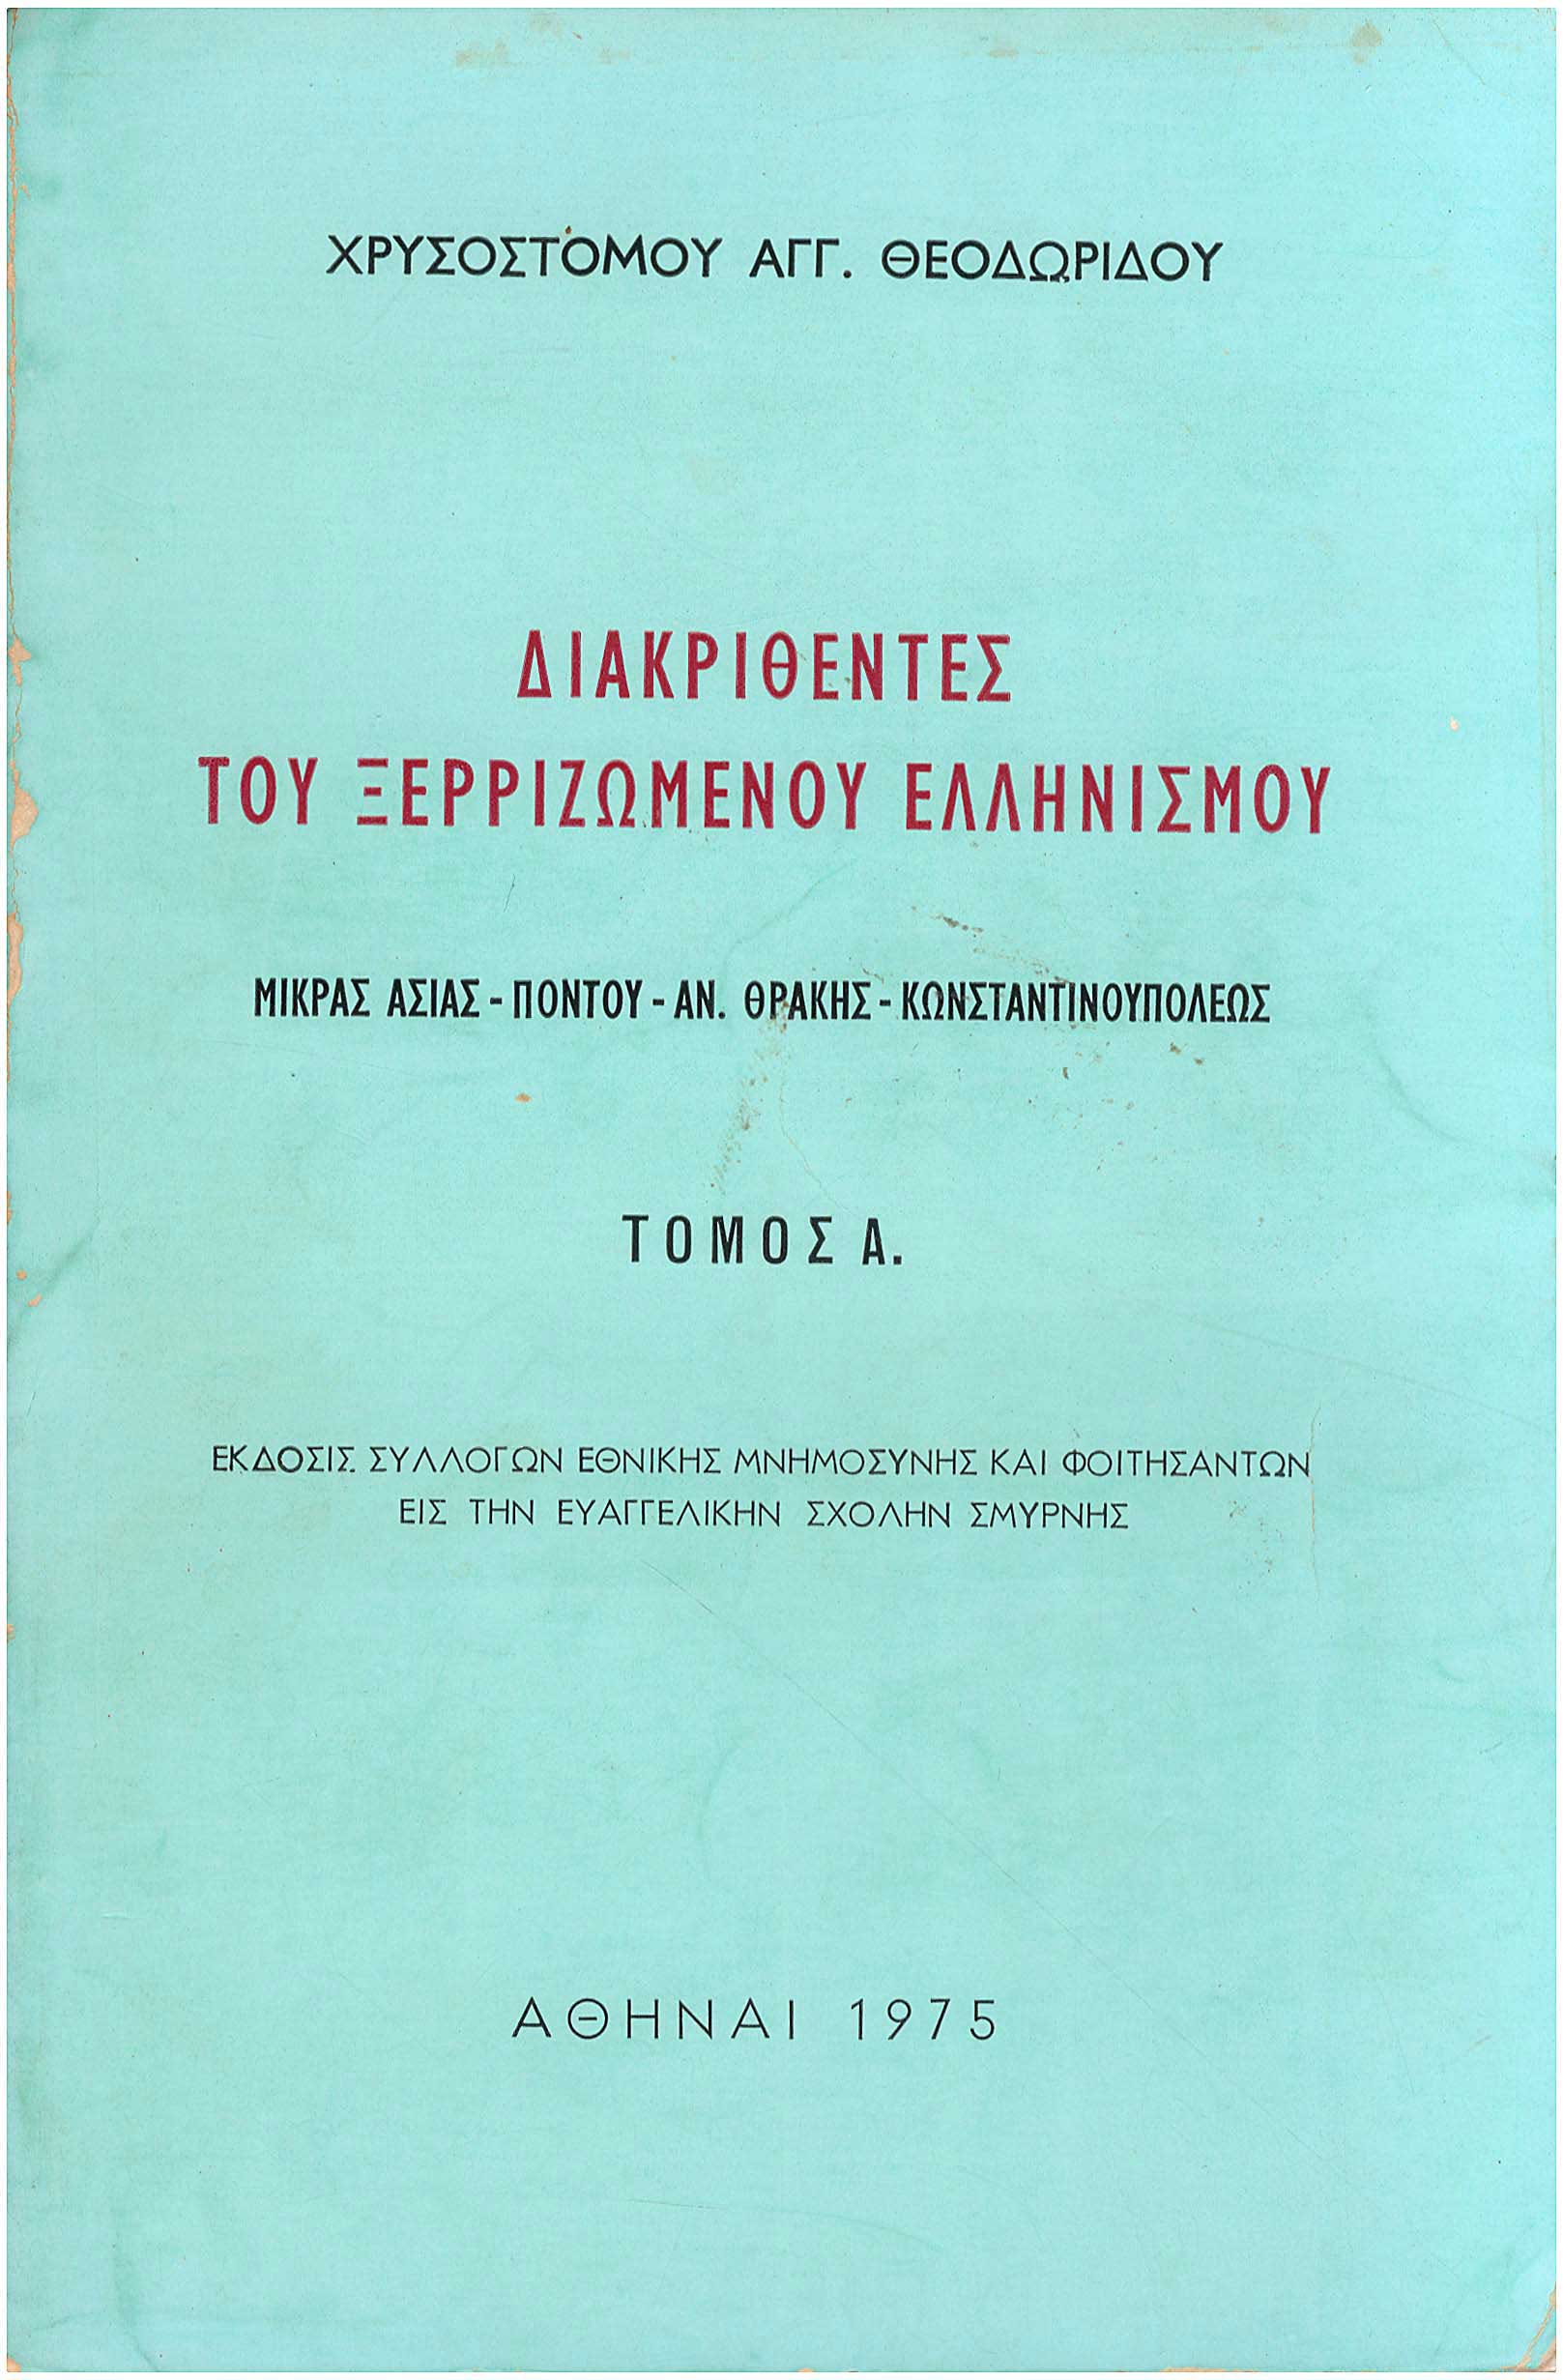 ΧΡΥΣΟΣΤΟΜΟΥ ΑΓΓ. ΘΕΟΔΩΡΙΔΟΥ
ΔΙΑΚΡΙΘΕΝΤΕΣ
ΤΟΥ ΞΕΡΡΙΖΩΜΕΝΟΥ ΕΛΛΗΝΙΣΜΟΥ
ΜΙΚΡΑΣ ΑΣΙΑΣ - ΠΟΝΤΟΥ - ΑΝ. ΘΡΑΚΗΣ - ΚΩΝΣΤΑΝΤΙΝΟΥΠΟΛΕΩΣ
ΤΟΜΟΣ Α.
ΕΚΔΟΣΙΣ ΣΥΛΛΟΓΩΝ ΕΘΝΙΚΗΣ ΜΝΗΜΟΣΥΝΗΣ ΚΑΙ ΦΟΙΤΗΣΑΝΤΩΝ
ΕΙΣ ΤΗΝ ΕΥΑΓΓΕΛΙΚΗΝ ΣΧΟΛΗΝ ΣΜΥΡΝΗΣ
ΑΘΗΝΑΙ 1975